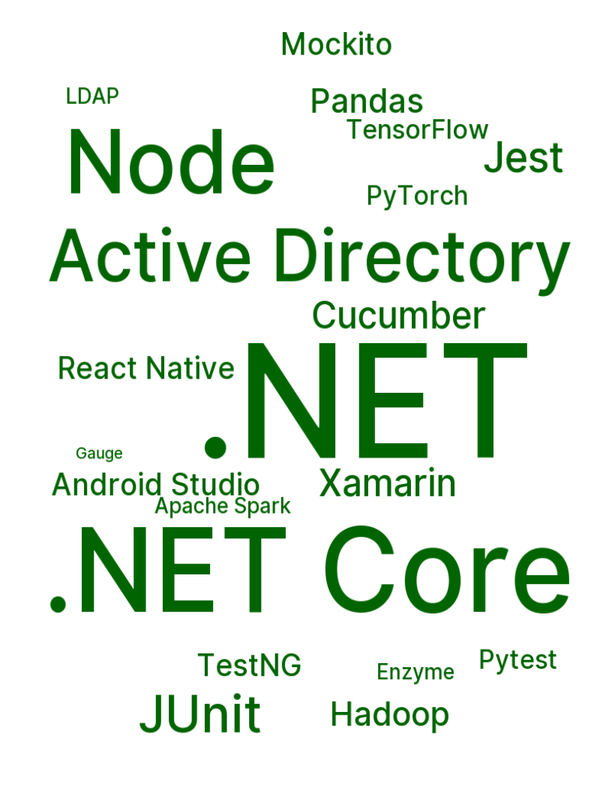 Mockito
LDAP
Pandas
TensorFlow
Node
Jest
PyTorch
Active Directory
Cucumber
React Native
.NET
Gauge
Android Studio
Xamarin
Apache Spark
.NET Core
TestNG
Enzyme
Pytest
JUnit
Hadoop